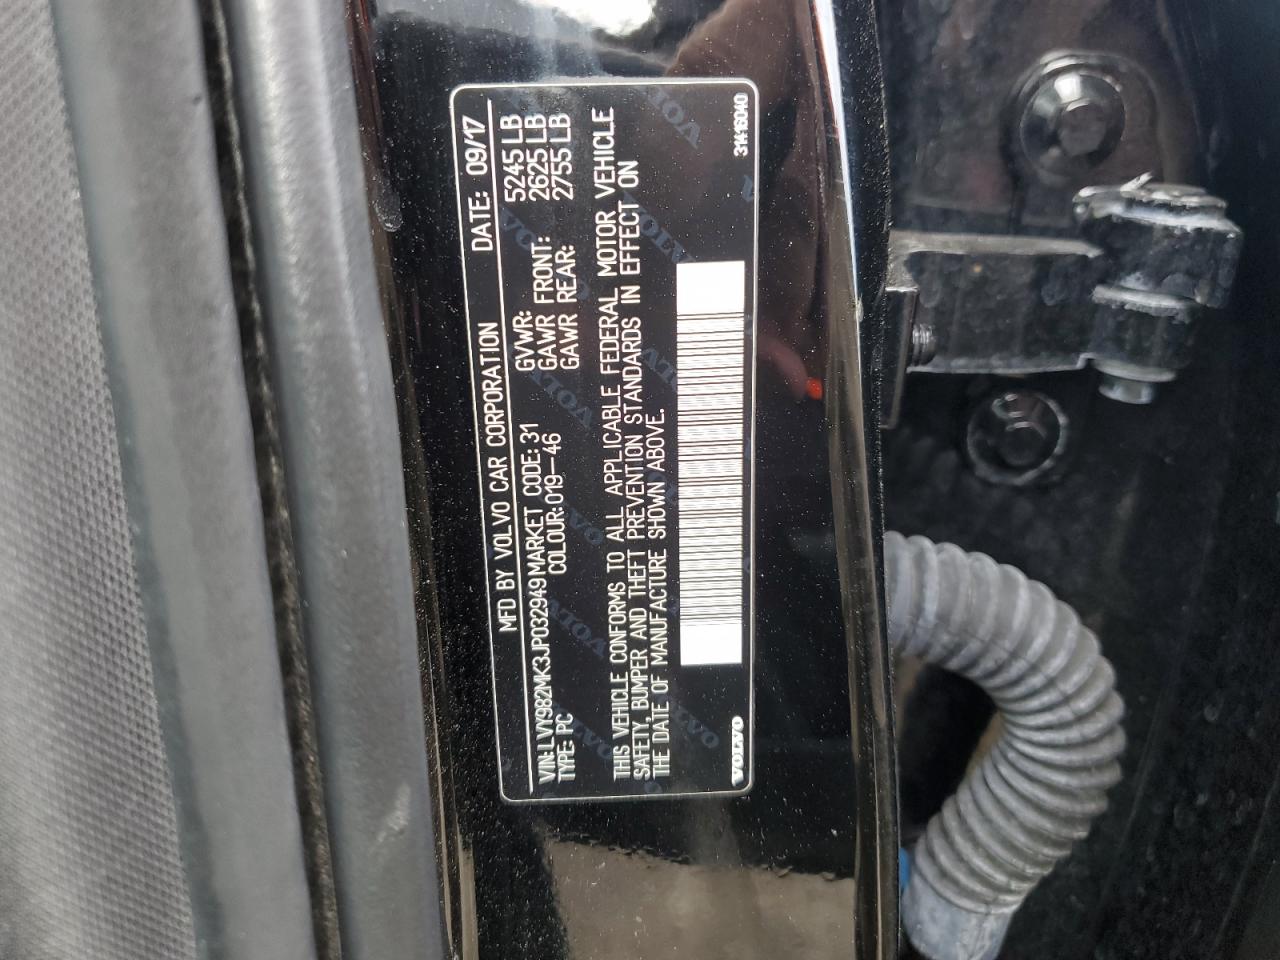 MFD BY VOLVO CAR CORPORATION DATE: 09/17
VIN: LVY982MK3JP032949 MARKET CODE: 31 GVWR: 5245 LB
TYPE: PC COLOUR: 019-46 GAWR FRONT: 2625 LB
GAWR REAR: 2755 LB
THIS VEHICLE CONFORMS TO ALL APPLICABLE FEDERAL MOTOR VEHICLE
SAFETY, BUMPER AND THEFT PREVENTION STANDARDS IN EFFECT ON
THE DATE OF MANUFACTURE SHOWN ABOVE.
VOLVO 31416040